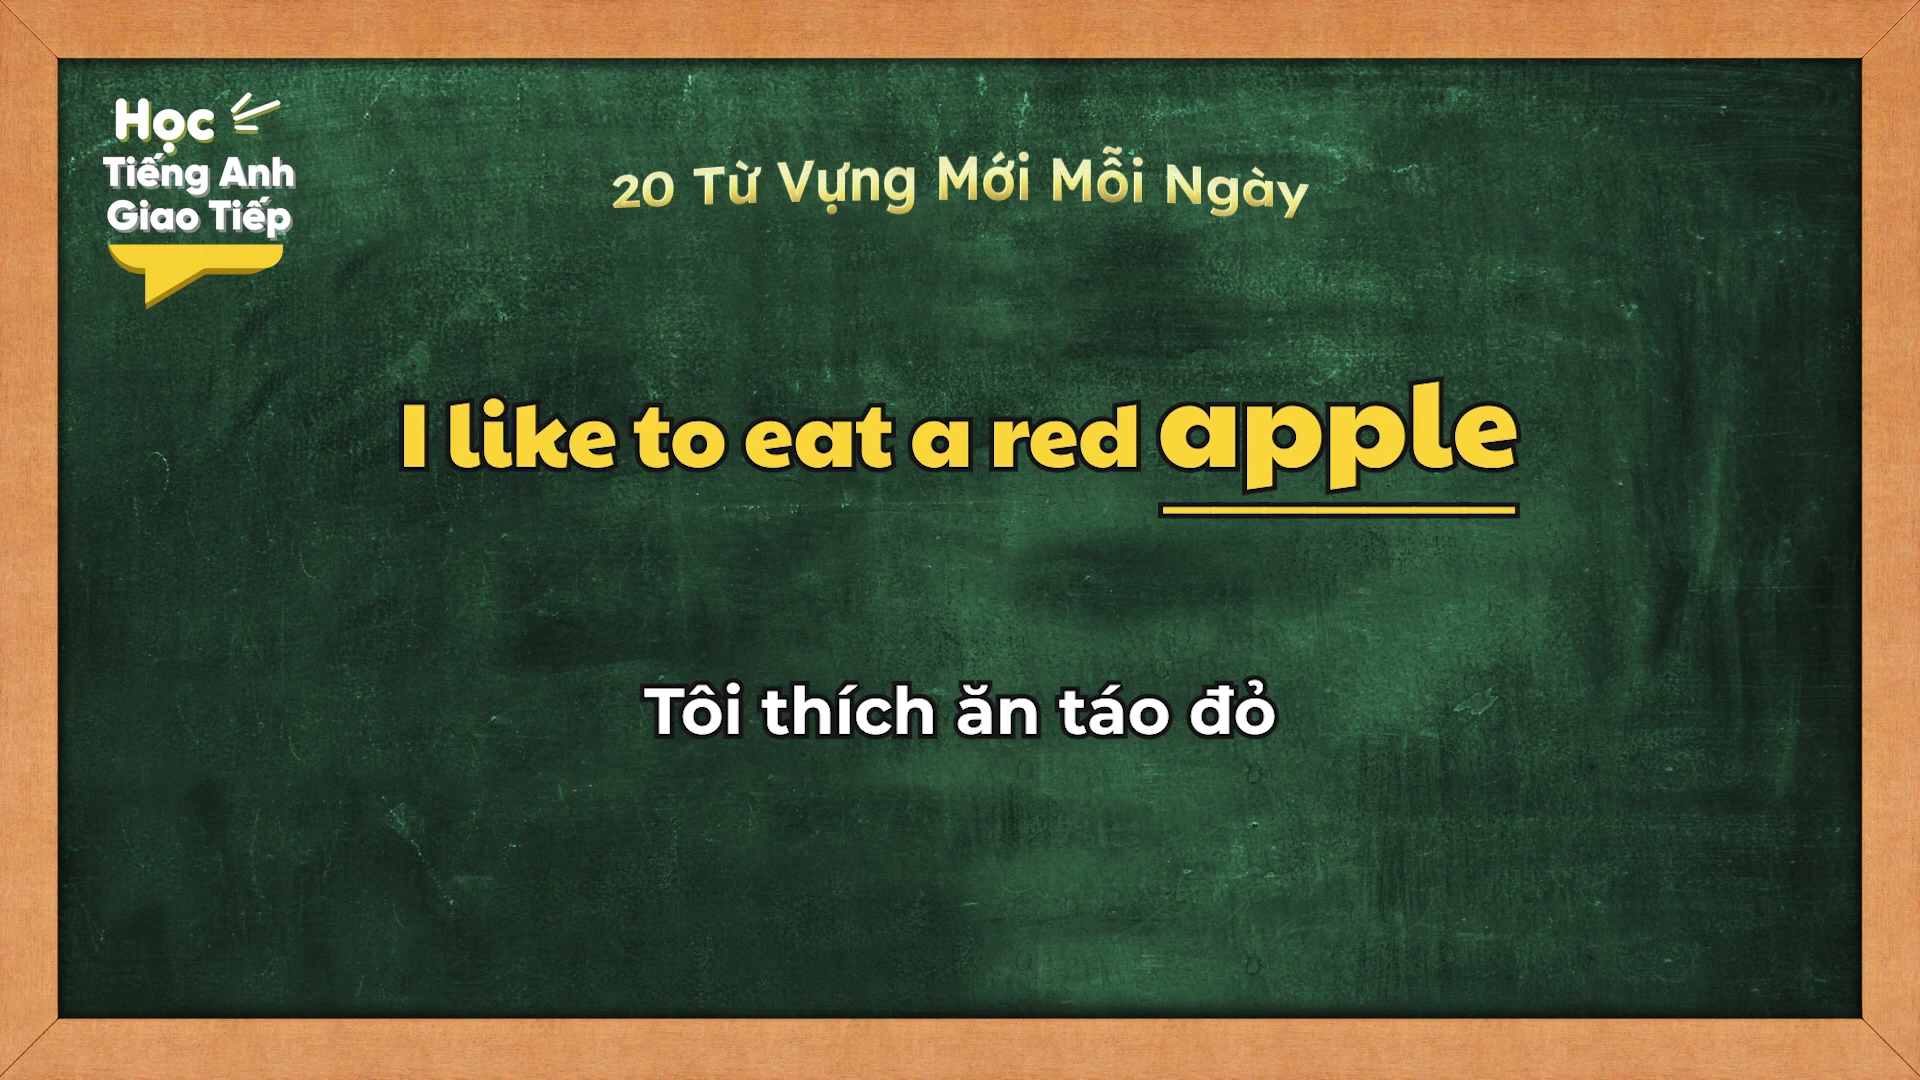 Học
Tiếng Anh
Giao Tiếp
20 Từ Vựng Mới Mỗi Ngày
I like to eat a red apple
Tôi thích ăn táo đỏ